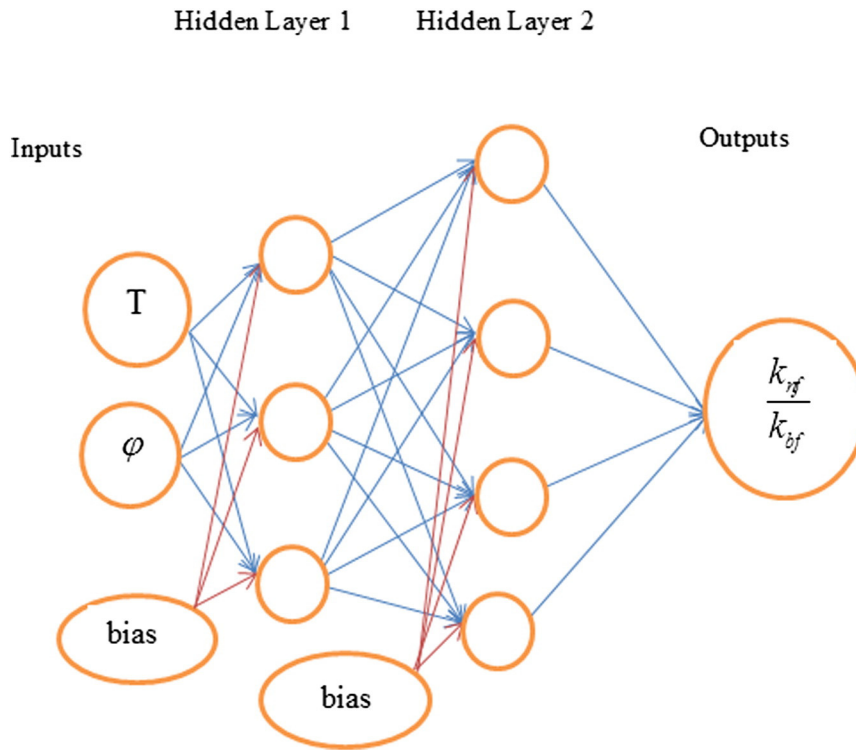 Hidden Layer 1
Hidden Layer 2
Inputs
Outputs
T
φ
k_nf
k_bf
bias
bias